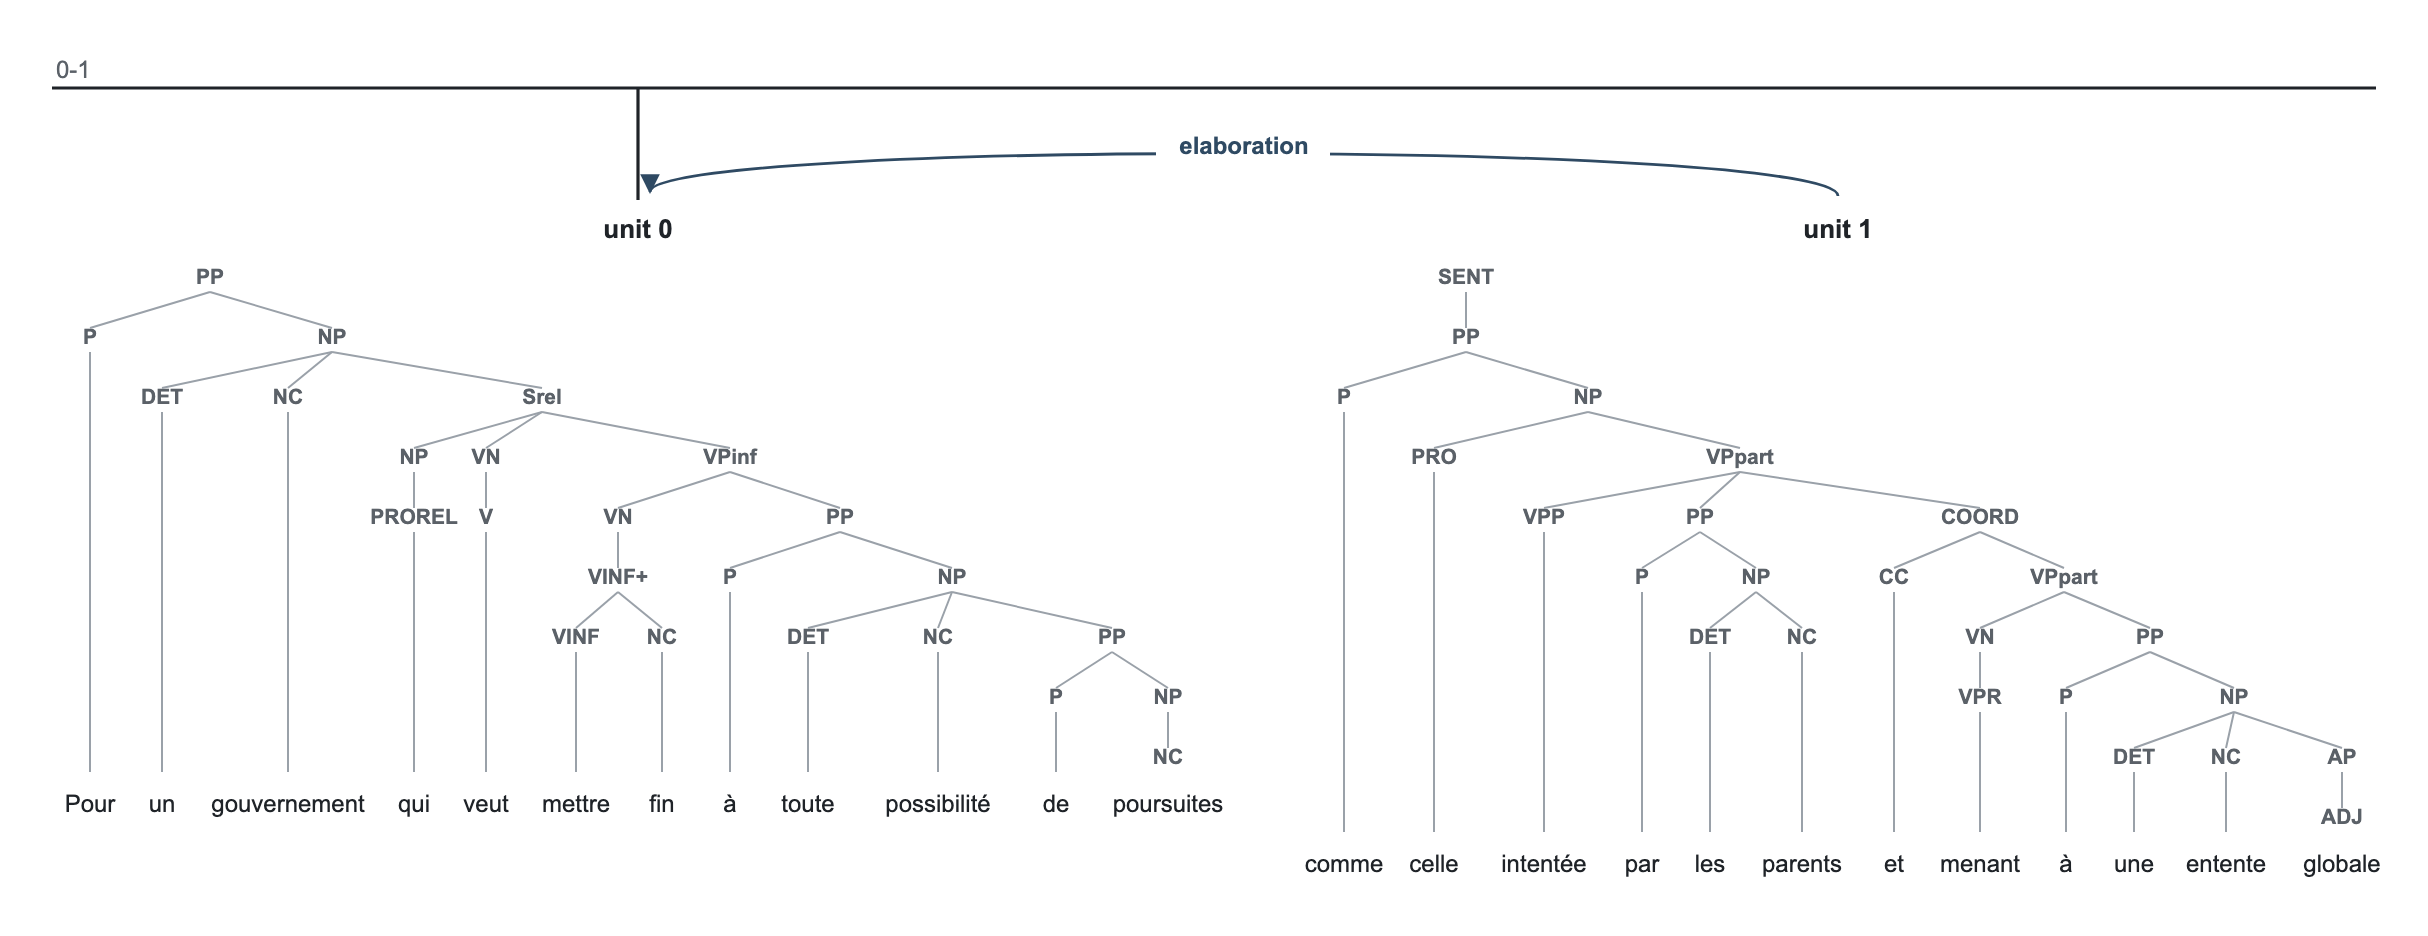 0-1
elaboration
unit 0 unit 1
PP SENT
P NP PP
DET NC Srel P NP
NP VN VPinf PRO VPpart
PROREL V VN PP VPP PP COORD
VINF+ P NP P NP CC VPpart
VINF NC DET NC PP DET NC VN PP
P NP VPR P NP
NC DET NC AP
Pour un gouvernement qui veut mettre fin à toute possibilité de poursuites ADJ
comme celle intentée par les parents et menant à une entente globale